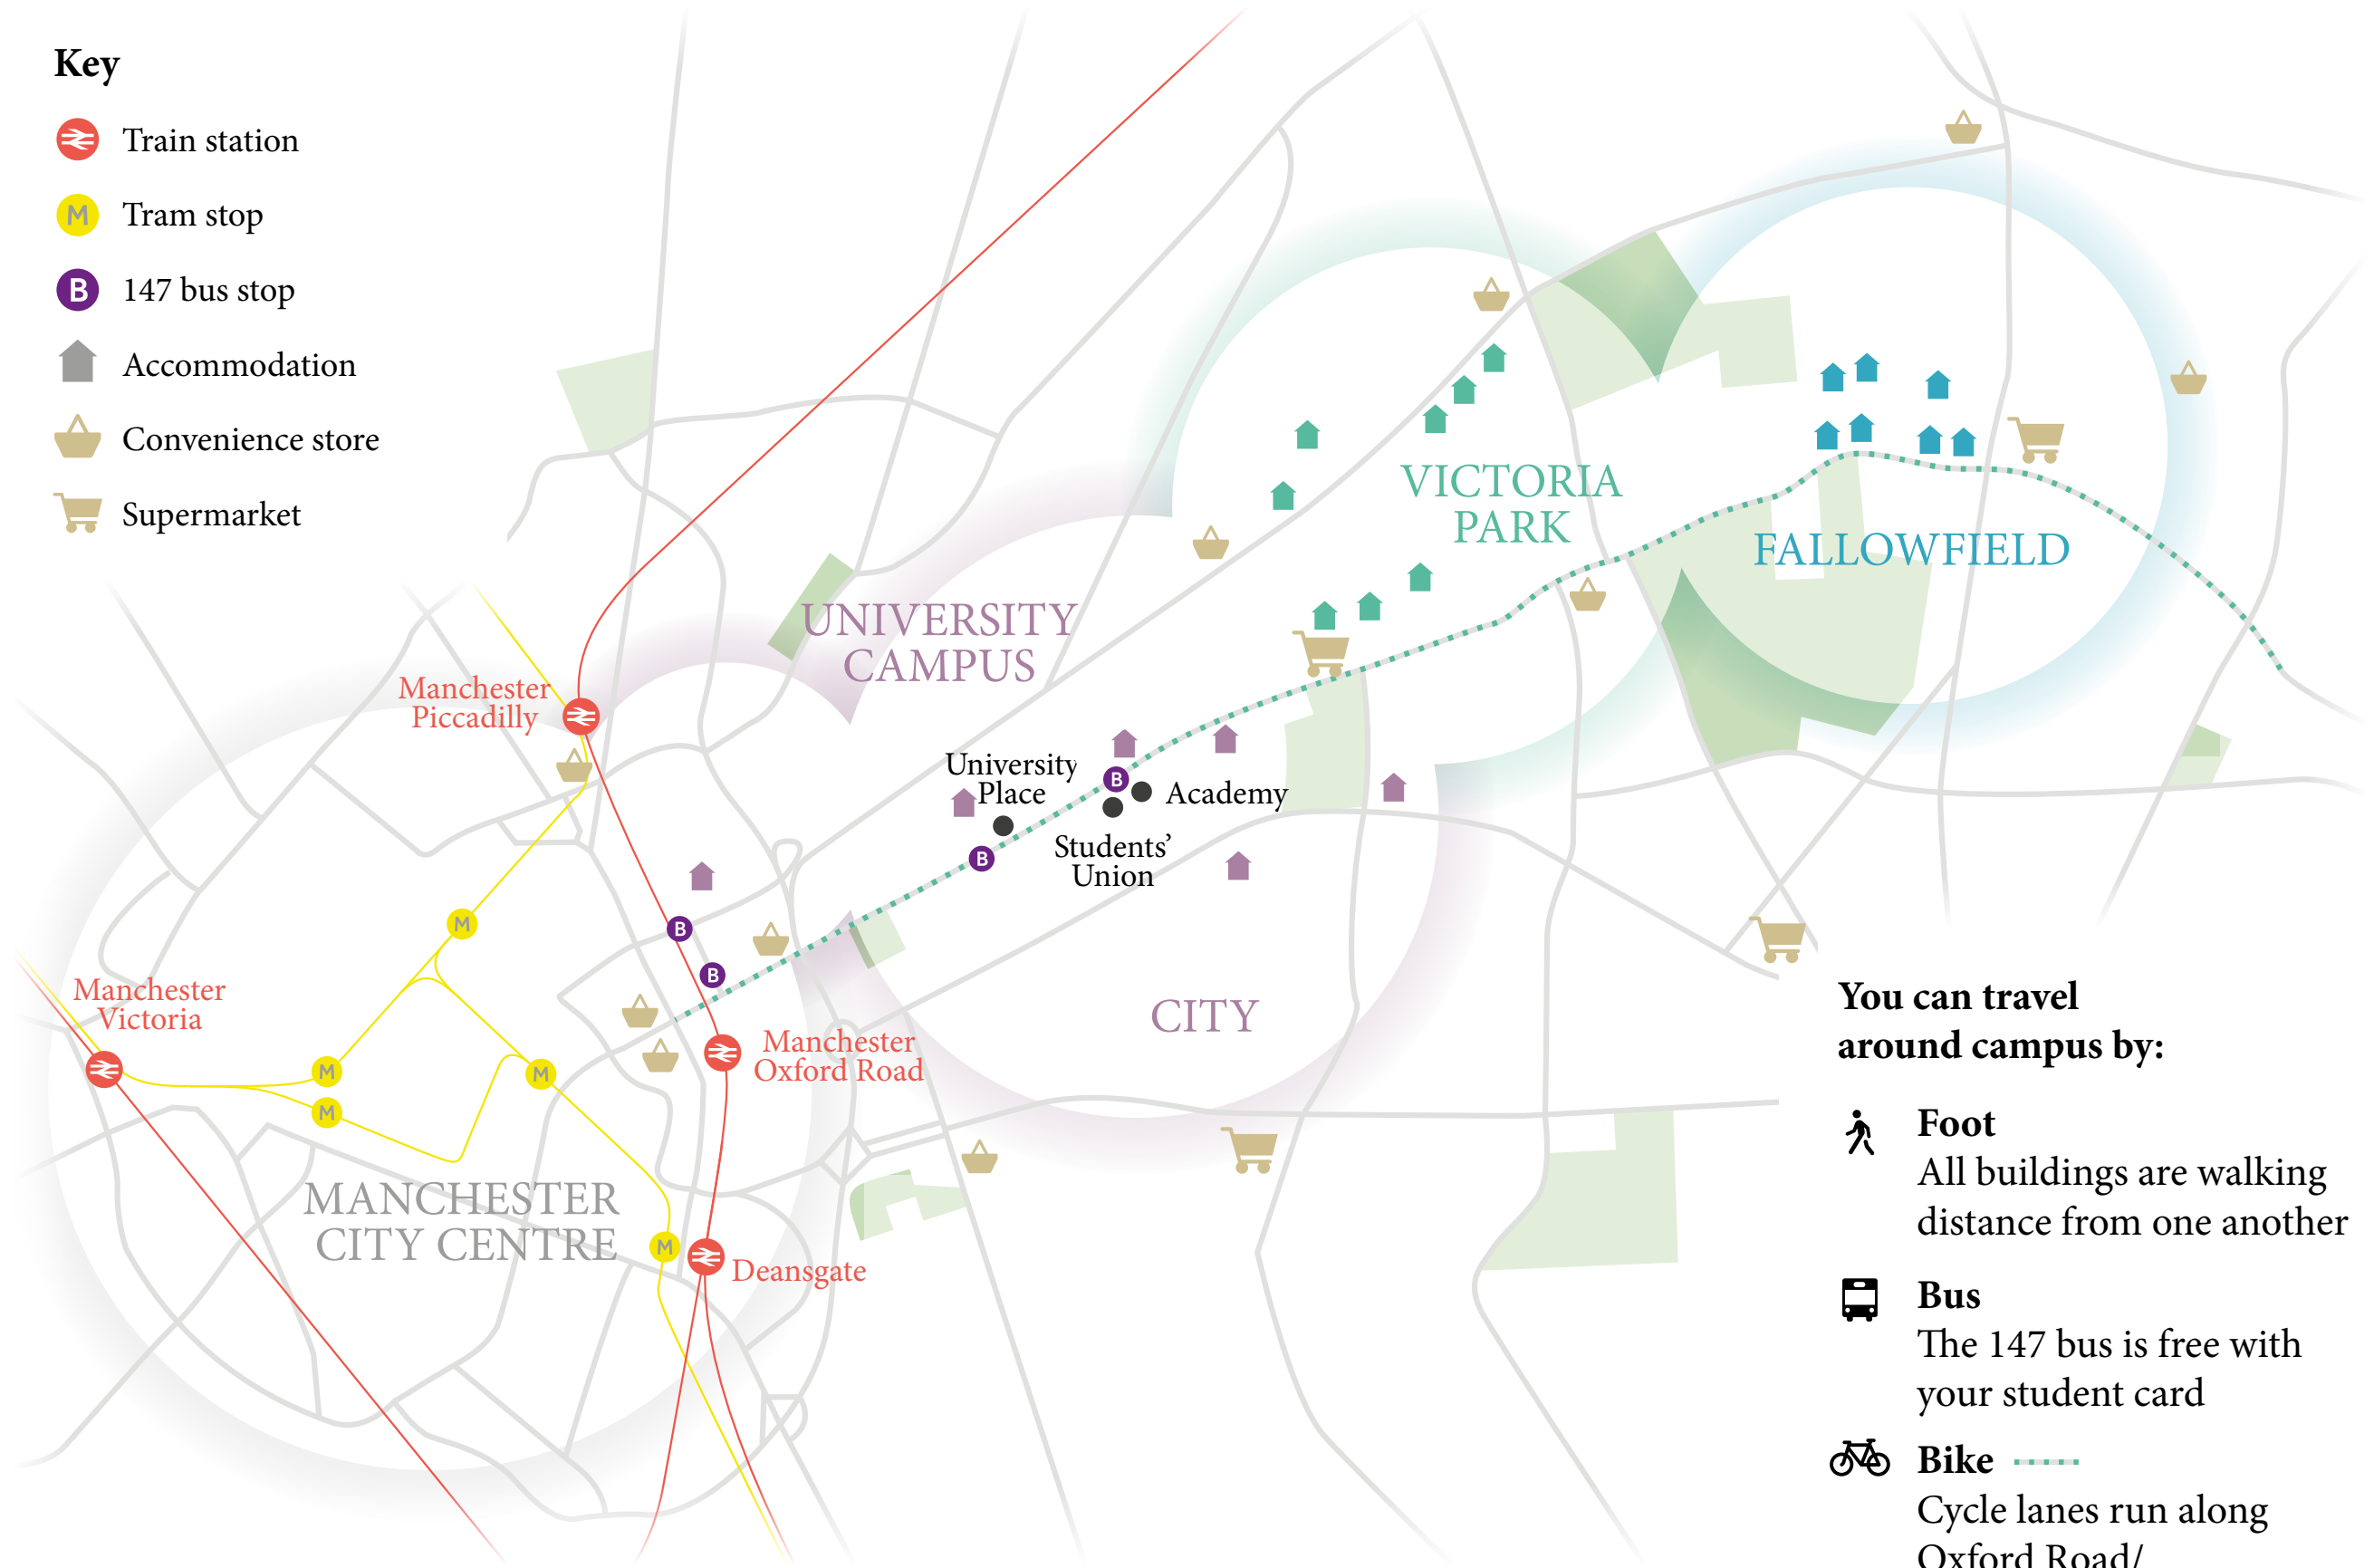 Key
Train station
M Tram stop
B 147 bus stop
Accommodation
Convenience store
Supermarket
VICTORIA
PARK
FALLOWFIELD
UNIVERSITY
CAMPUS
Manchester
Piccadilly
University
Place
B
Academy
Students’
Union
B
B
B
M
Manchester
Victoria
CITY
Manchester
Oxford Road
M
M
M
MANCHESTER
CITY CENTRE
M
Deansgate
You can travel
around campus by:
Foot
All buildings are walking
distance from one another
Bus
The 147 bus is free with
your student card
Bike
Cycle lanes run along
Oxford Road/